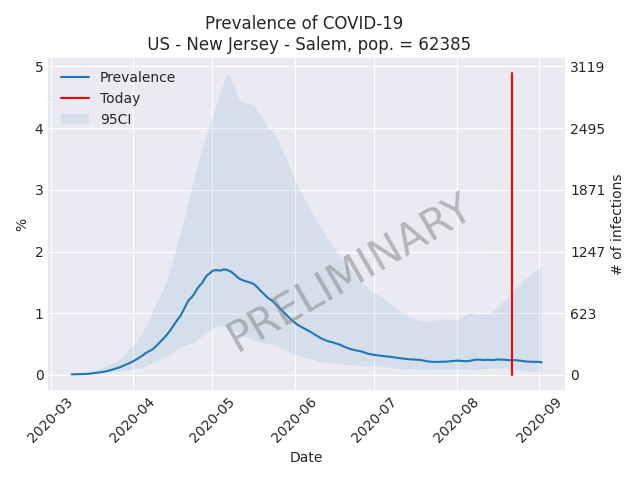 Prevalence of COVID-19
US - New Jersey - Salem, pop. = 62385
Prevalence
Today
95CI
PRELIMINARY
%
5
4
3
2
1
0
3119
2495
1871
1247
623
0
# of infections
2020-03
2020-04
2020-05
2020-06
2020-07
2020-08
2020-09
Date